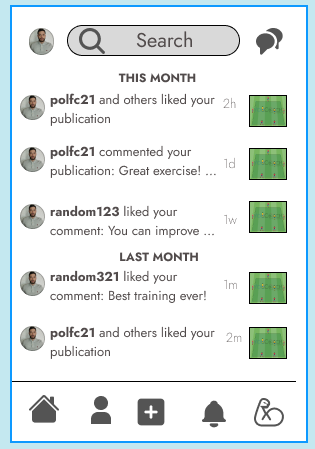 Search
THIS MONTH
polfc21 and others liked your
publication
2h
polfc21 commented your
publication: Great exercise! ...
1d
random123 liked your
comment: You can improve ...
1w
LAST MONTH
random321 liked your
comment: Best training ever!
1m
polfc21 and others liked your
publication
2m